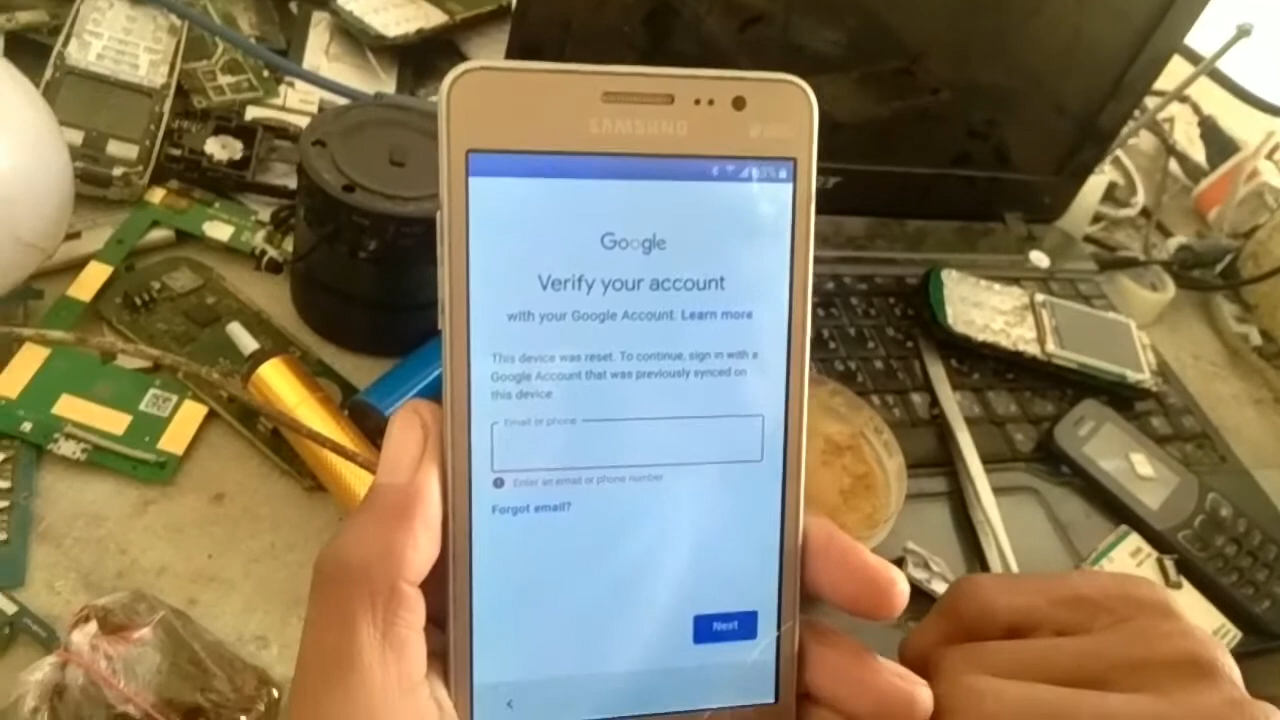 SAMSUNG
Google
Verify your account
with your Google Account. Learn more
This device was reset. To continue, sign in with a
Google Account that was previously synced on
this device.
Email or phone
Enter an email or phone number
Forgot email?
Next